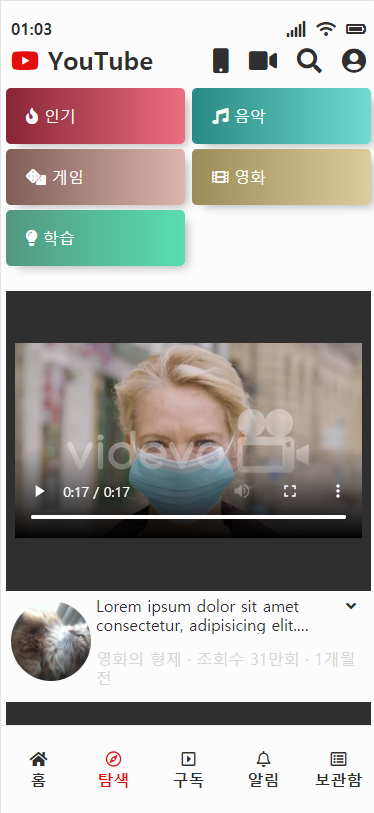 01:03
YouTube
인기
음악
게임
영화
학습
videvo
0:17 / 0:17
Lorem ipsum dolor sit amet
consectetur, adipisicing elit....
영화의 형제 · 조회수 31만회 · 1개월
전
홈
탐색
구독
알림
보관함